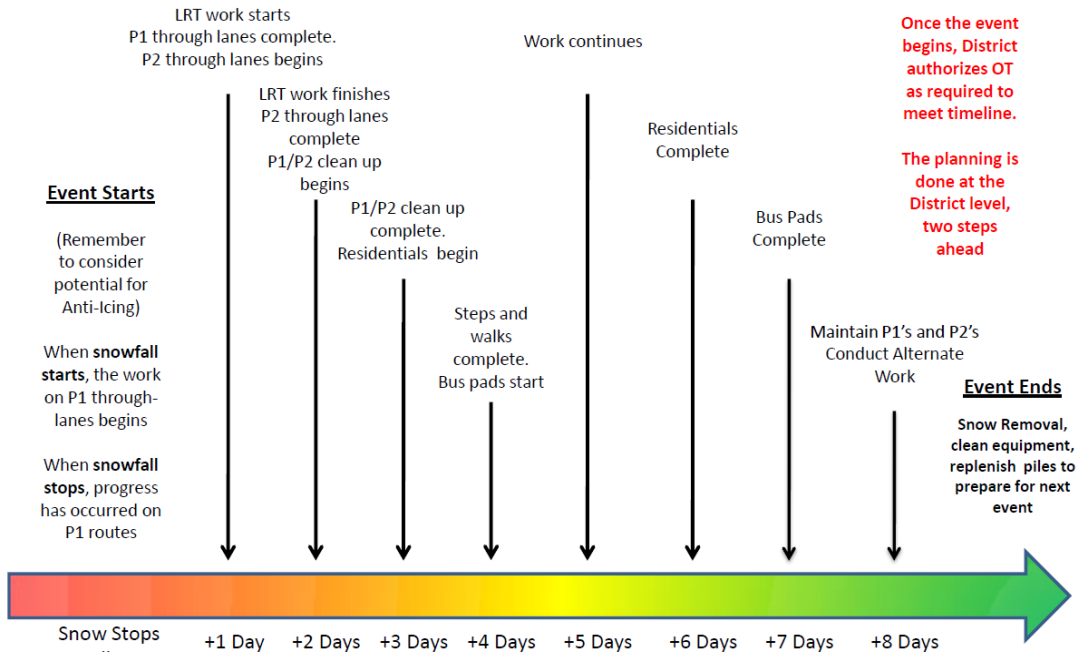 LRT work starts
P1 through lanes complete.
P2 through lanes begins
LRT work finishes
P2 through lanes
complete
P1/P2 clean up
begins
P1/P2 clean up
complete.
Residentials begin
Steps and
walks
complete.
Bus pads start
Work continues
Residentials
Complete
Bus Pads
Complete
Maintain P1's and P2's
Conduct Alternate
Work
Once the event
begins, District
authorizes OT
as required to
meet timeline.
The planning is
done at the
District level,
two steps
ahead
Event Starts
(Remember
to consider
potential for
Anti-Icing)
When snowfall
starts, the work
on P1 through-
lanes begins
When snowfall
stops, progress
has occurred on
P1 routes
Event Ends
Snow Removal,
clean equipment,
replenish piles to
prepare for next
event
Snow Stops
+1 Day
+2 Days
+3 Days
+4 Days
+5 Days
+6 Days
+7 Days
+8 Days